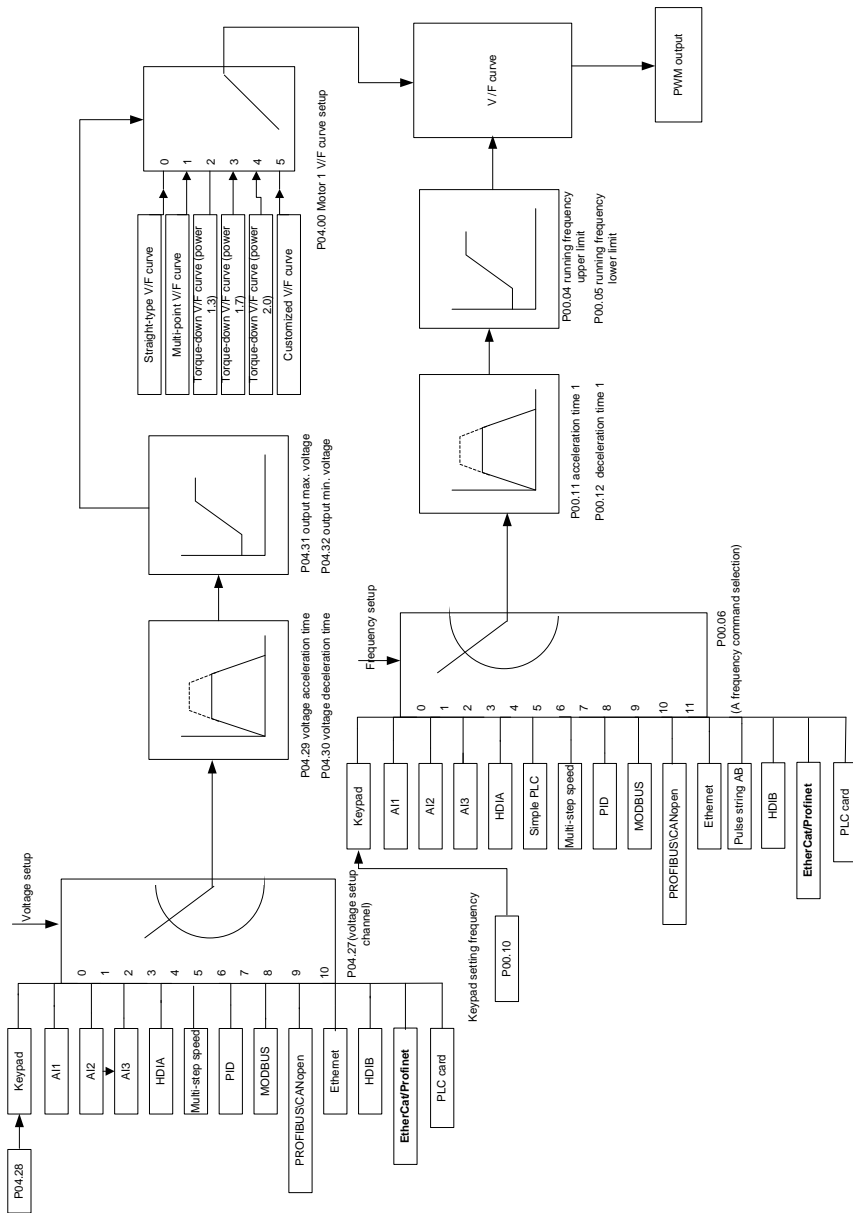 P04.28
Keypad
AI1
AI2
AI3
HDIA
Multi-step speed
PID
MODBUS
PROFIBUS\CANopen
Ethernet
HDIB
EtherCat/Profinet
PLC card
Voltage setup
0
1
2
3
4
5
6
7
8
9
10
P04.27(voltage setup
channel)
P04.29 voltage acceleration time
P04.30 voltage deceleration time
P04.31 output max. voltage
P04.32 output min. voltage
Straight-type V/F curve
Multi-point V/F curve
Torque-down V/F curve (power
1.3)
Torque-down V/F curve (power
1.7)
Torque-down V/F curve (power
2.0)
Customized V/F curve
0
1
2
3
4
5
P04.00 Motor 1 V/F curve setup
Keypad setting frequency
P00.10
Keypad
AI1
AI2
AI3
HDIA
Simple PLC
Multi-step speed
PID
MODBUS
PROFIBUS\CANopen
Ethernet
Pulse string AB
HDIB
EtherCat/Profinet
PLC card
Frequency setup
0
1
2
3
4
5
6
7
8
9
10
11
P00.06
(A frequency command selection)
P00.11 acceleration time 1
P00.12 deceleration time 1
P00.04 running frequency
upper limit
P00.05 running frequency
lower limit
V/F curve
PWM output